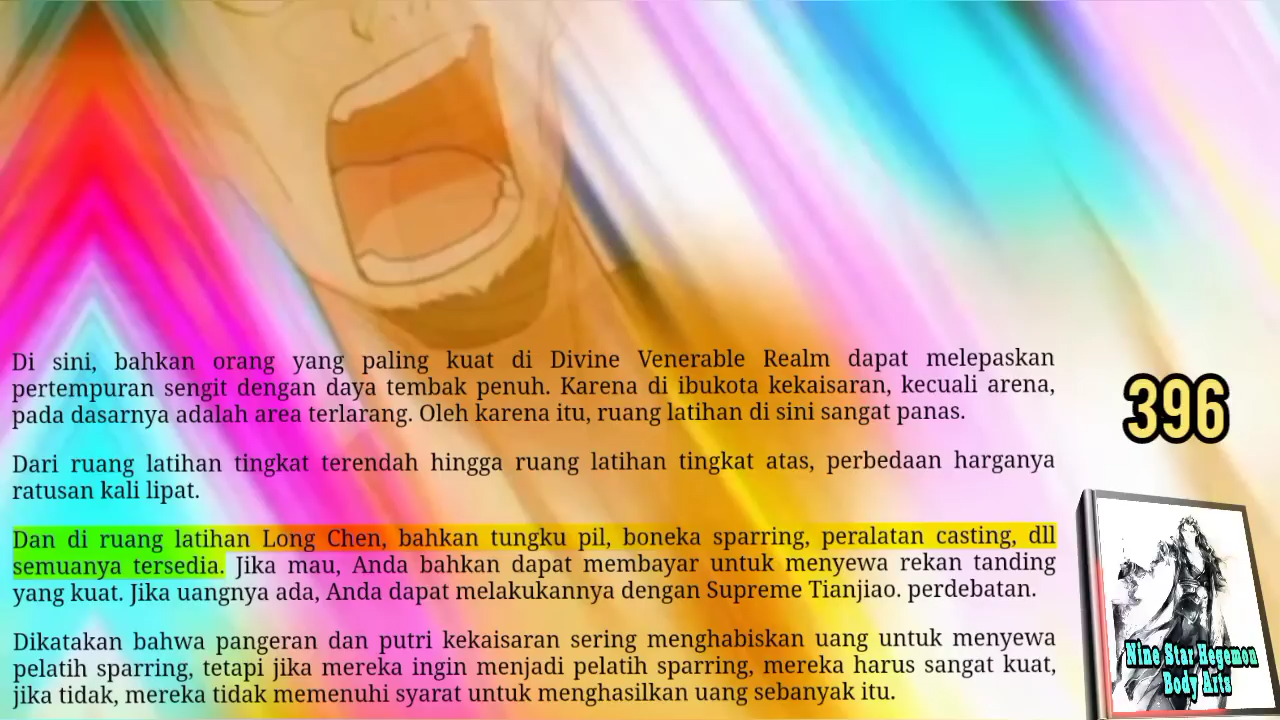 Di sini, bahkan orang yang paling kuat di Divine Venerable Realm dapat melepaskan
pertempuran sengit dengan daya tembak penuh. Karena di ibukota kekaisaran, kecuali arena,
pada dasarnya adalah area terlarang. Oleh karena itu, ruang latihan di sini sangat panas.
Dari ruang latihan tingkat terendah hingga ruang latihan tingkat atas, perbedaan harganya
ratusan kali lipat.
Dan di ruang latihan Long Chen, bahkan tungku pil, boneka sparring, peralatan casting, dll
semuanya tersedia. Jika mau, Anda bahkan dapat membayar untuk menyewa rekan tanding
yang kuat. Jika uangnya ada, Anda dapat melakukannya dengan Supreme Tianjiao. perdebatan.
Dikatakan bahwa pangeran dan putri kekaisaran sering menghabiskan uang untuk menyewa
pelatih sparring, tetapi jika mereka ingin menjadi pelatih sparring, mereka harus sangat kuat,
jika tidak, mereka tidak memenuhi syarat untuk menghasilkan uang sebanyak itu.
396
Nine Star Hegemon
Body Arts